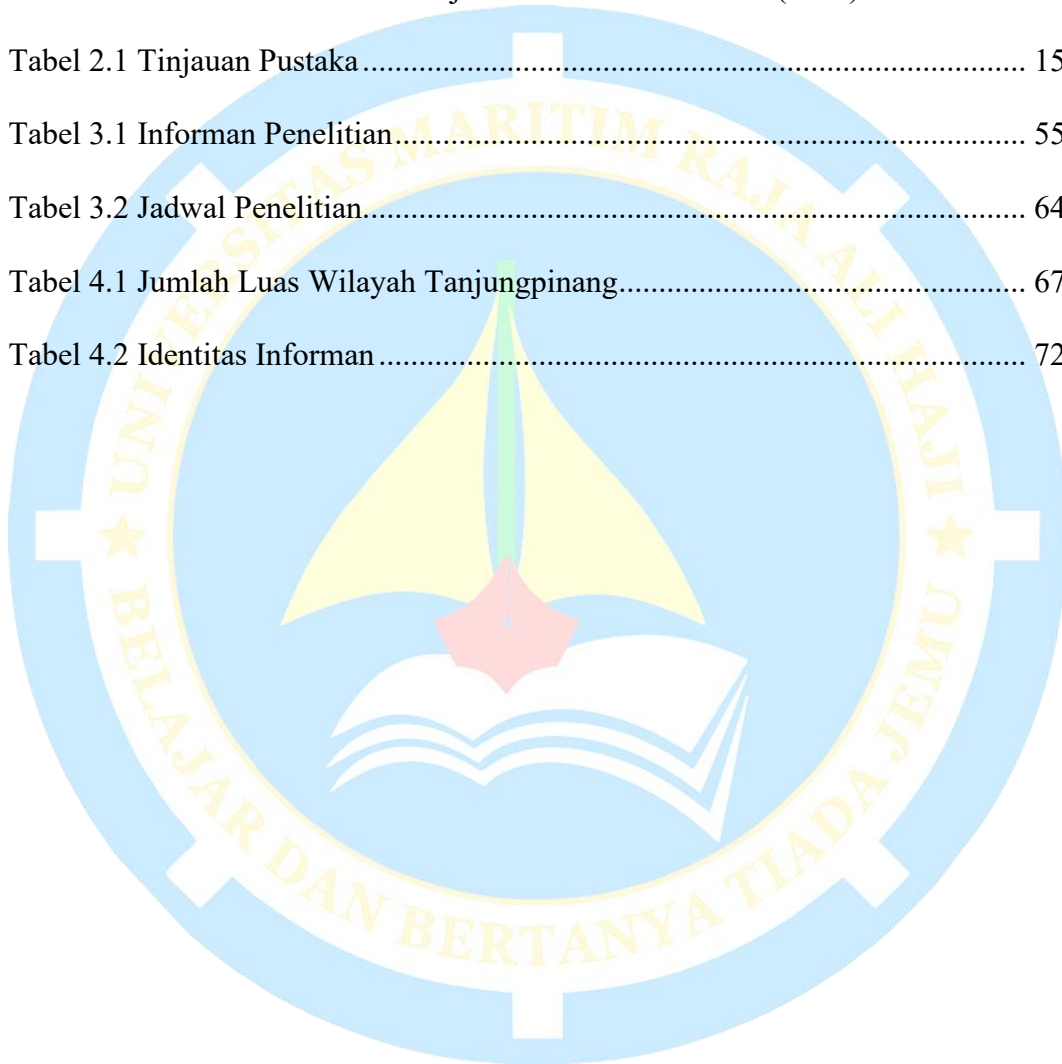 Tabel 2.1 Tinjauan Pustaka.................................................................................... 15
Tabel 3.1 Informan Penelitian................................................................................ 55
Tabel 3.2 Jadwal Penelitian.................................................................................... 64
Tabel 4.1 Jumlah Luas Wilayah Tanjungpinang................................................... 67
Tabel 4.2 Identitas Informan.................................................................................. 72
UNIVERSITAS MARITIM RAJA ALI HAJI
BELAJAR DAN BERTANYA TIADA JEMU